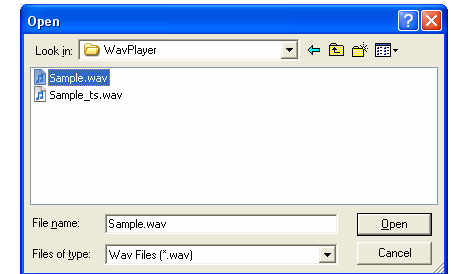 Open
Look in: WavPlayer
Sample.wav
Sample_ts.wav
File name: Sample.wav Open
Files of type: Wav Files (*.wav) Cancel